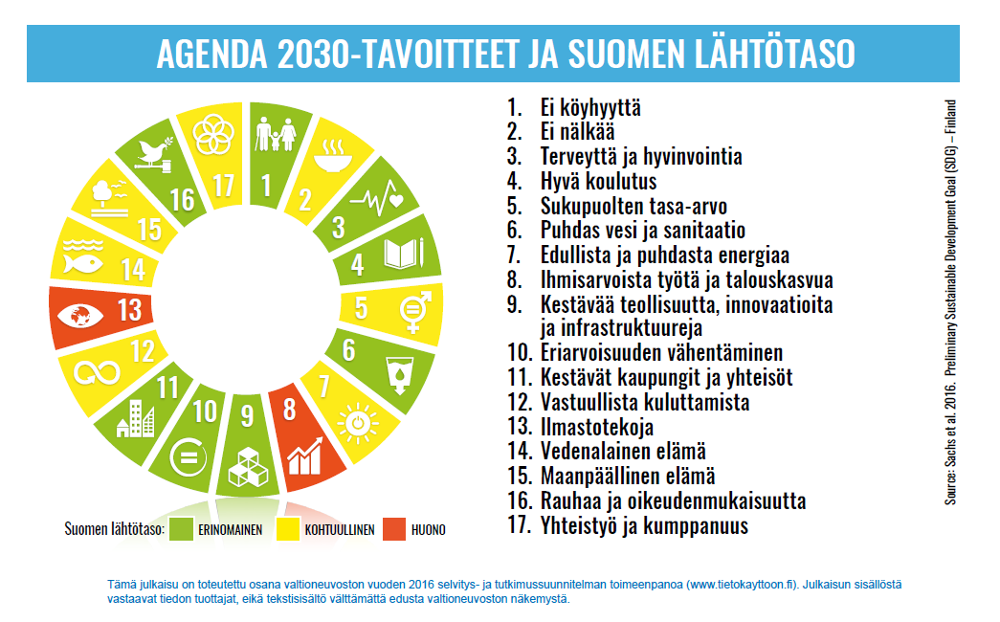 AGENDA 2030-TAVOITTEET JA SUOMEN LÄHTÖTASO
1
2
3
4
5
6
7
8
9
10
11
12
13
14
15
16
17
1. Ei köyhyyttä
2. Ei nälkää
3. Terveyttä ja hyvinvointia
4. Hyvä koulutus
5. Sukupuolten tasa-arvo
6. Puhdas vesi ja sanitaatio
7. Edullista ja puhdasta energiaa
8. Ihmisarvoista työtä ja talouskasvua
9. Kestävää teollisuutta, innovaatioita
ja infrastruktuureja
10. Eriarvoisuuden vähentäminen
11. Kestävät kaupungit ja yhteisöt
12. Vastuullista kuluttamista
13. Ilmastotekoja
14. Vedenalainen elämä
15. Maanpäällinen elämä
16. Rauhaa ja oikeudenmukaisuutta
17. Yhteistyö ja kumppanuus
Source: Sachs et al. 2016. Preliminary Sustainable Development Goal (SDG) – Finland
Suomen lähtötaso: ERINOMAINEN KOHTUULLINEN HUONO
Tämä julkaisu on toteutettu osana valtioneuvoston vuoden 2016 selvitys- ja tutkimussuunnitelman toimeenpanoa (www.tietokayttoon.fi). Julkaisun sisällöstä
vastaavat tiedon tuottajat, eikä tekstisisältö välttämättä edusta valtioneuvoston näkemystä.